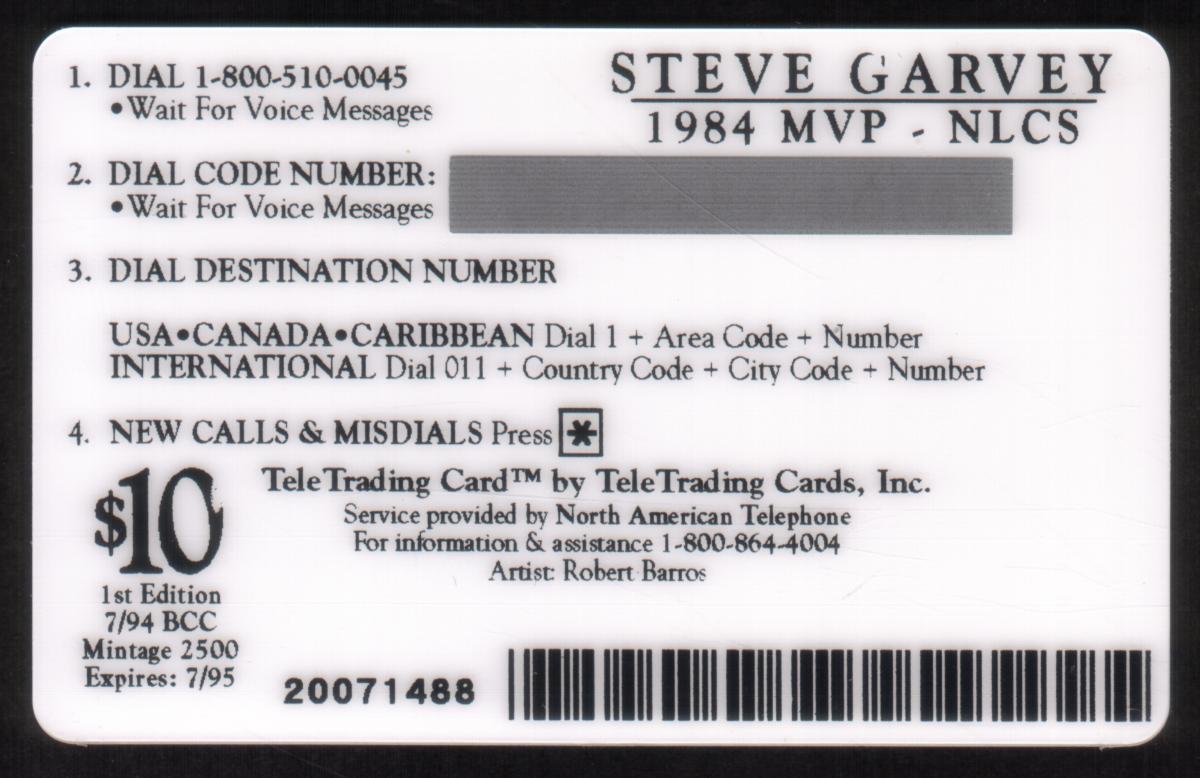 STEVE GARVEY
1984 MVP - NLCS
1. DIAL 1-800-510-0045
•Wait For Voice Messages
2. DIAL CODE NUMBER:
•Wait For Voice Messages
3. DIAL DESTINATION NUMBER
USA•CANADA•CARIBBEAN Dial 1 + Area Code + Number
INTERNATIONAL Dial 011 + Country Code + City Code + Number
4. NEW CALLS & MISDIALS Press *
TeleTrading Card™ by TeleTrading Cards, Inc.
Service provided by North American Telephone
For information & assistance 1-800-864-4004
Artist: Robert Barros
$10
1st Edition
7/94 BCC
Mintage 2500
Expires: 7/95
20071488